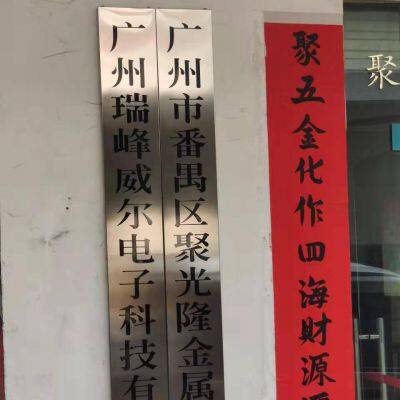 广州瑞峰威尔电子科技有
广州市番禺区聚光隆金属
聚五金化作四海财源
聚